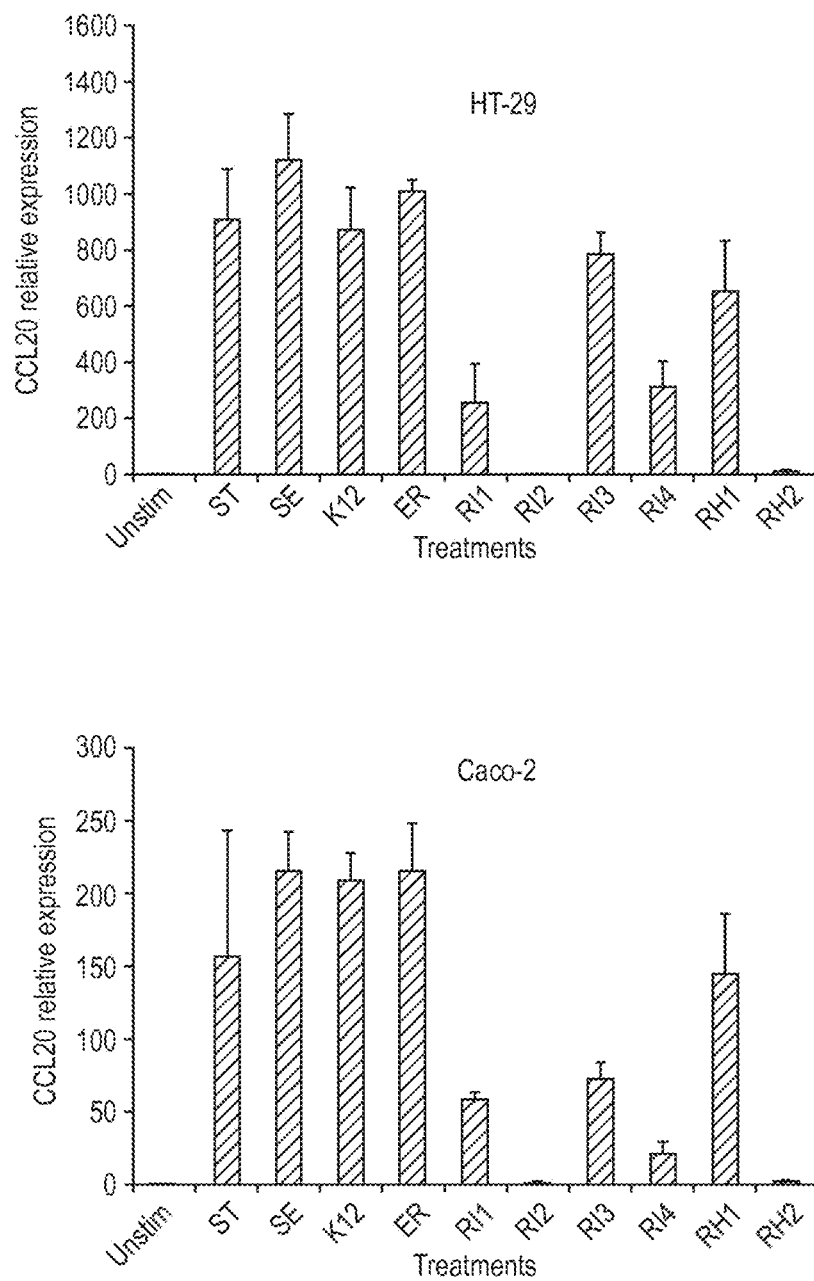 HT-29
CCL20 relative expression
1600
1400
1200
1000
800
600
400
200
0
Unstim ST SE K12 ER RI1 RI2 RI3 RI4 RH1 RH2
Treatments
Caco-2
CCL20 relative expression
300
250
200
150
100
50
0
Unstim ST SE K12 ER RI1 RI2 RI3 RI4 RH1 RH2
Treatments